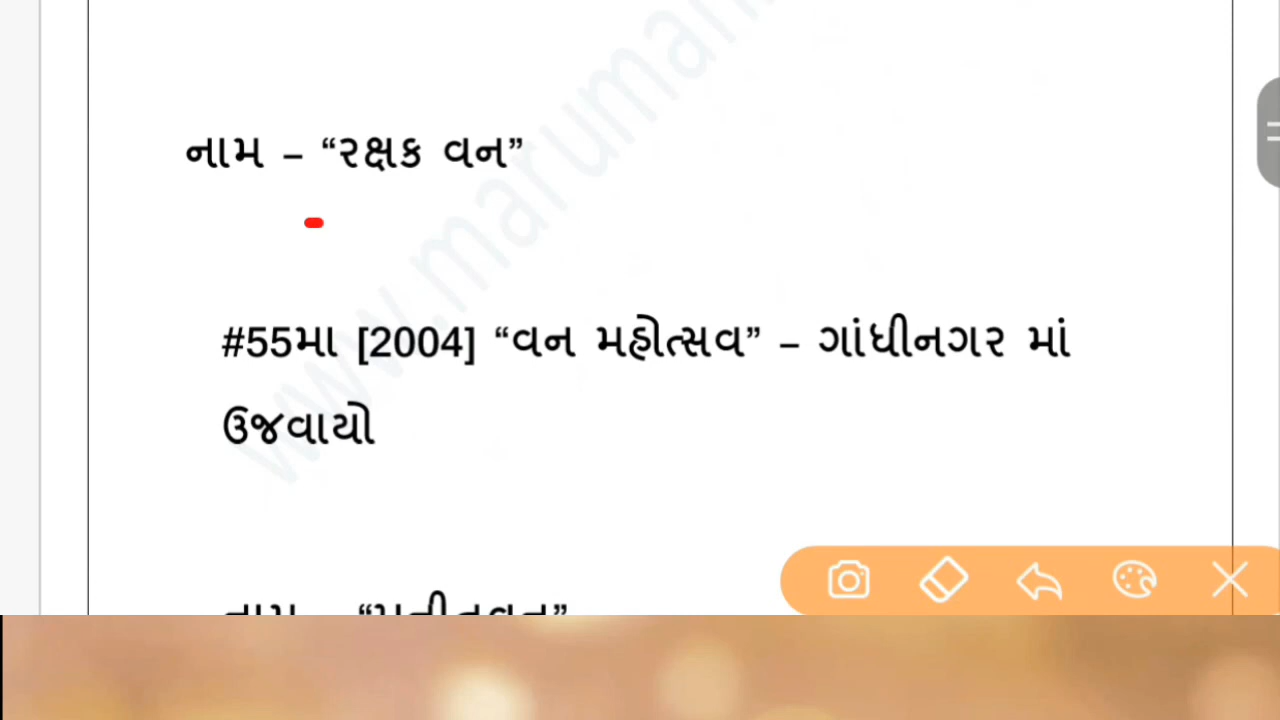 નામ – “રક્ષક વન”
#55મા [2004] “વન મહોત્સવ” – ગાંધીનગર માં
ઉજવાયો
નામ –